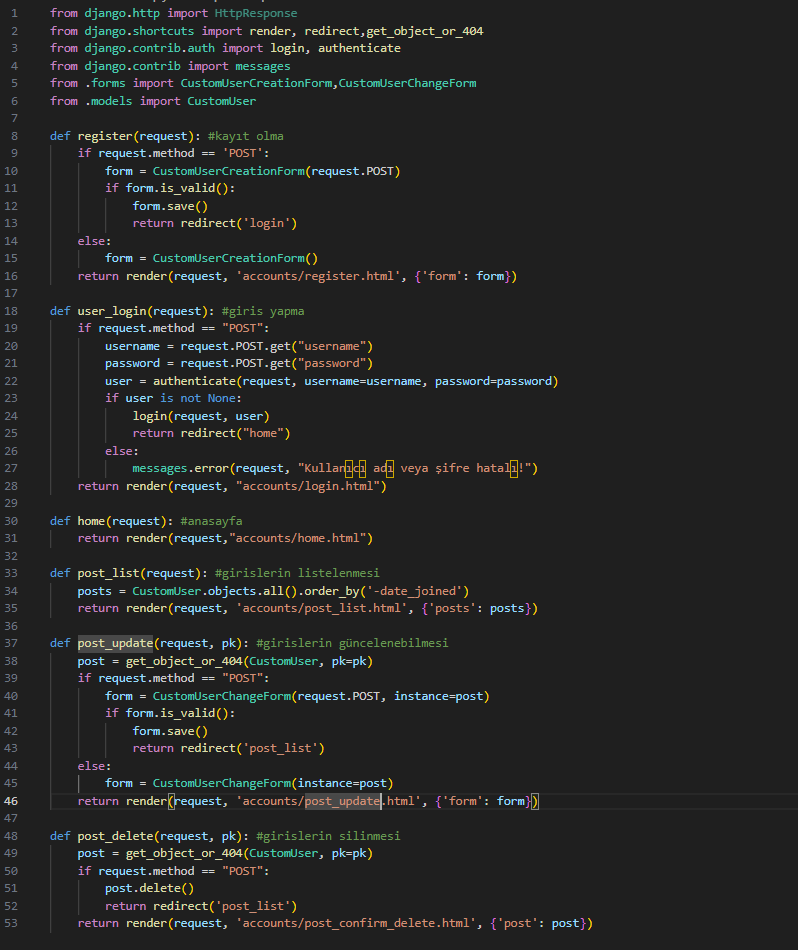 1 from django.http import HttpResponse
2 from django.shortcuts import render, redirect,get_object_or_404
3 from django.contrib.auth import login, authenticate
4 from django.contrib import messages
5 from .forms import CustomUserCreationForm,CustomUserChangeForm
6 from .models import CustomUser
7
8 def register(request): #kayıt olma
9     if request.method == 'POST':
10         form = CustomUserCreationForm(request.POST)
11         if form.is_valid():
12             form.save()
13             return redirect('login')
14     else:
15         form = CustomUserCreationForm()
16     return render(request, 'accounts/register.html', {'form': form})
17
18 def user_login(request): #giris yapma
19     if request.method == "POST":
20         username = request.POST.get("username")
21         password = request.POST.get("password")
22         user = authenticate(request, username=username, password=password)
23         if user is not None:
24             login(request, user)
25             return redirect("home")
26         else:
27             messages.error(request, "Kullanıcı adı veya şifre hatalı!")
28     return render(request, "accounts/login.html")
29
30 def home(request): #anasayfa
31     return render(request,"accounts/home.html")
32
33 def post_list(request): #girislerin listelenmesi
34     posts = CustomUser.objects.all().order_by('-date_joined')
35     return render(request, 'accounts/post_list.html', {'posts': posts})
36
37 def post_update(request, pk): #girislerin güncelenebilmesi
38     post = get_object_or_404(CustomUser, pk=pk)
39     if request.method == "POST":
40         form = CustomUserChangeForm(request.POST, instance=post)
41         if form.is_valid():
42             form.save()
43             return redirect('post_list')
44     else:
45         form = CustomUserChangeForm(instance=post)
46     return render(request, 'accounts/post_update.html', {'form': form})
47
48 def post_delete(request, pk): #girislerin silinmesi
49     post = get_object_or_404(CustomUser, pk=pk)
50     if request.method == "POST":
51         post.delete()
52         return redirect('post_list')
53     return render(request, 'accounts/post_confirm_delete.html', {'post': post})